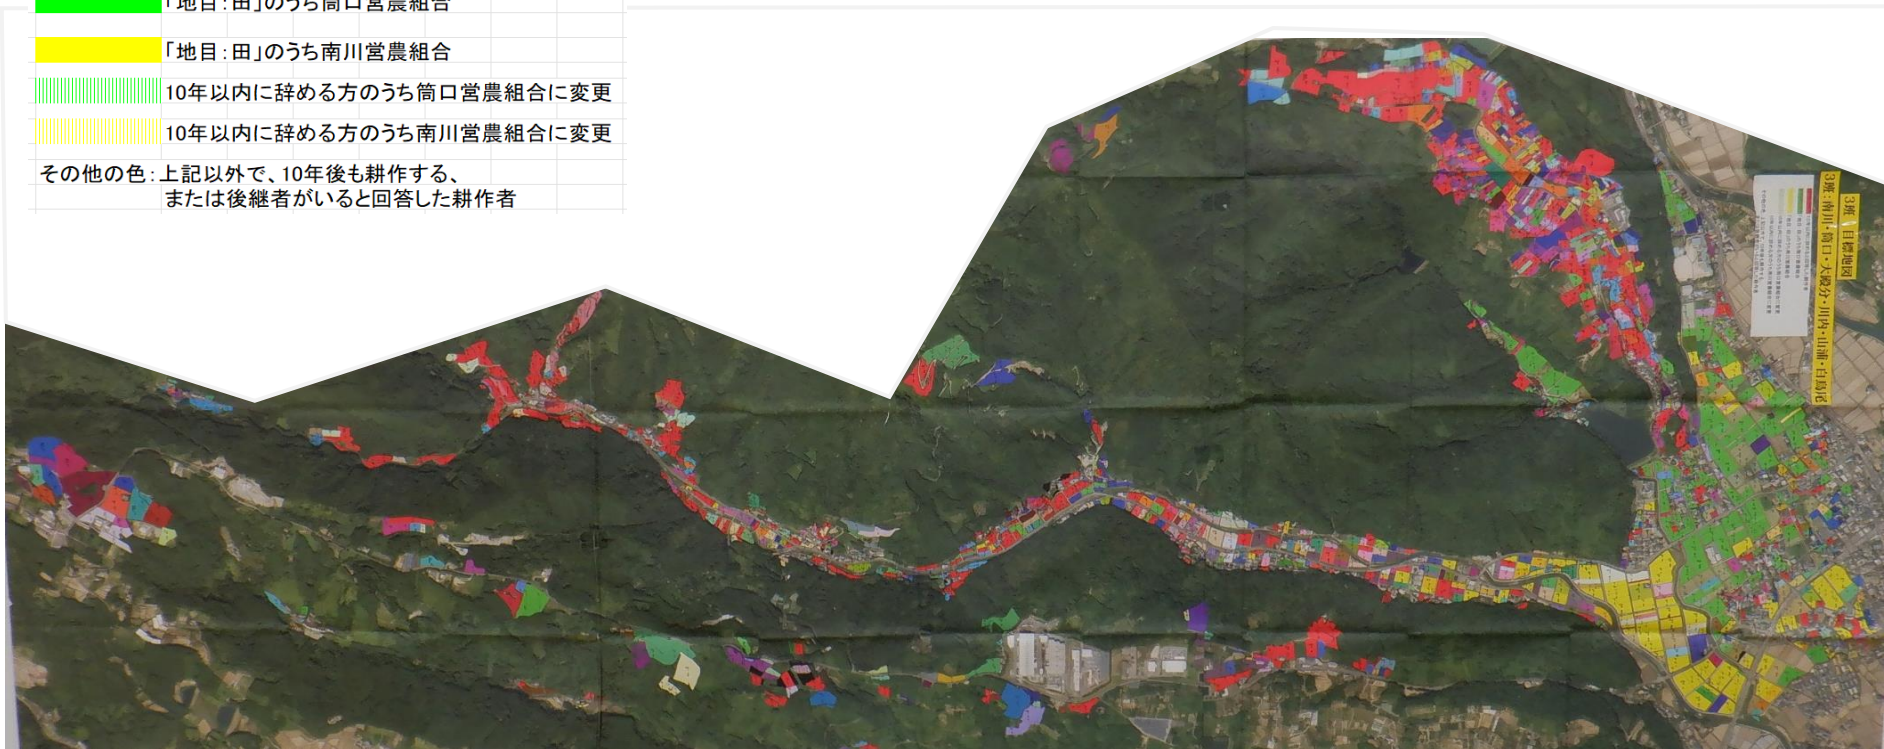 「地目：田」のうち筒口営農組合
「地目：田」のうち南川営農組合
10年以内に辞める方のうち筒口営農組合に変更
10年以内に辞める方のうち南川営農組合に変更
その他の色：上記以外で、10年後も耕作する、
または後継者がいると回答した耕作者
3班 目標地図
3班：南川・筒口・大殿分・川内・山浦・白鳥尾